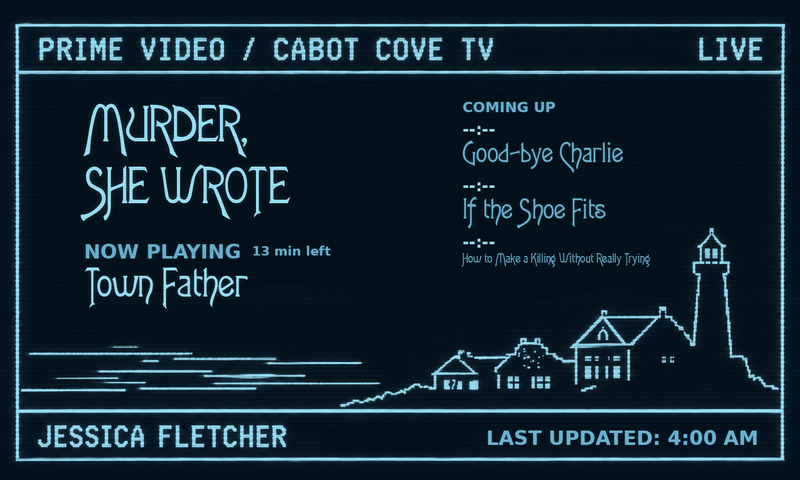 PRIME VIDEO / CABOT COVE TV
LIVE
MURDER,
SHE WROTE
NOW PLAYING 13 min left
Town Father
COMING UP
--:--
Good-bye Charlie
--:--
If the Shoe Fits
--:--
How to Make a Killing Without Really Trying
JESSICA FLETCHER
LAST UPDATED: 4:00 AM